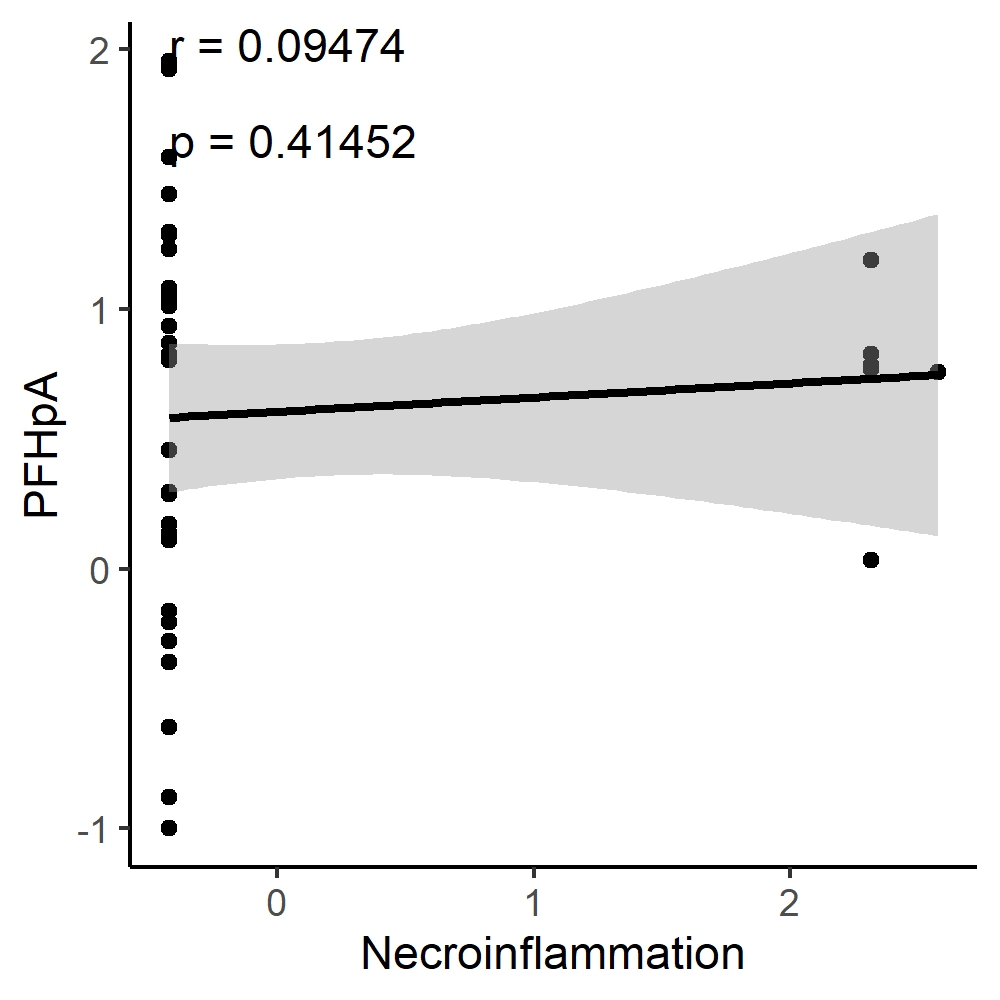 r = 0.09474
p = 0.41452
2
1
0
-1
PFHpA
0 1 2
Necroinflammation